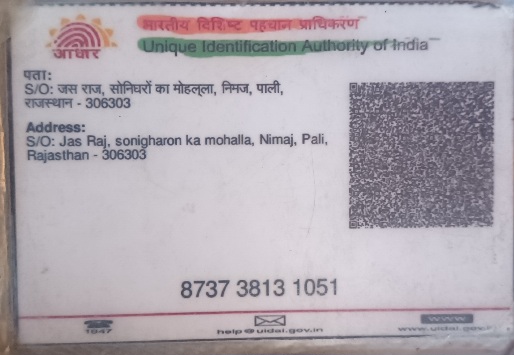 भारतीय विशिष्ट पहचान प्राधिकरण
Unique Identification Authority of India
आधार
पता:
S/O: जस राज, सोनिघरों का मोहल्ला, निमज, पाली,
राजस्थान - 306303
Address:
S/O: Jas Raj, sonigharon ka mohalla, Nimaj, Pali,
Rajasthan - 306303
8737 3813 1051
1947
help@uidai.gov.in
WWW
www.uidai.gov.in